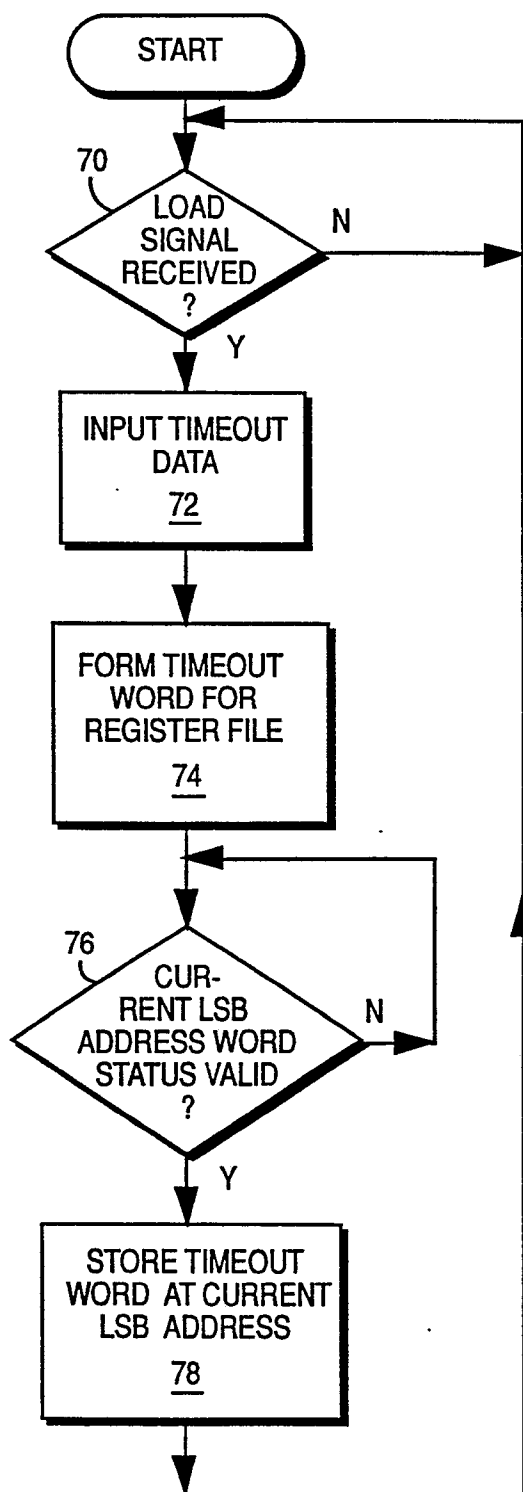 START
70
LOAD
SIGNAL
RECEIVED
?
N
Y
INPUT TIMEOUT
DATA
72
FORM TIMEOUT
WORD FOR
REGISTER FILE
74
76
CUR-
RENT LSB
ADDRESS WORD
STATUS VALID
?
N
Y
STORE TIMEOUT
WORD AT CURRENT
LSB ADDRESS
78